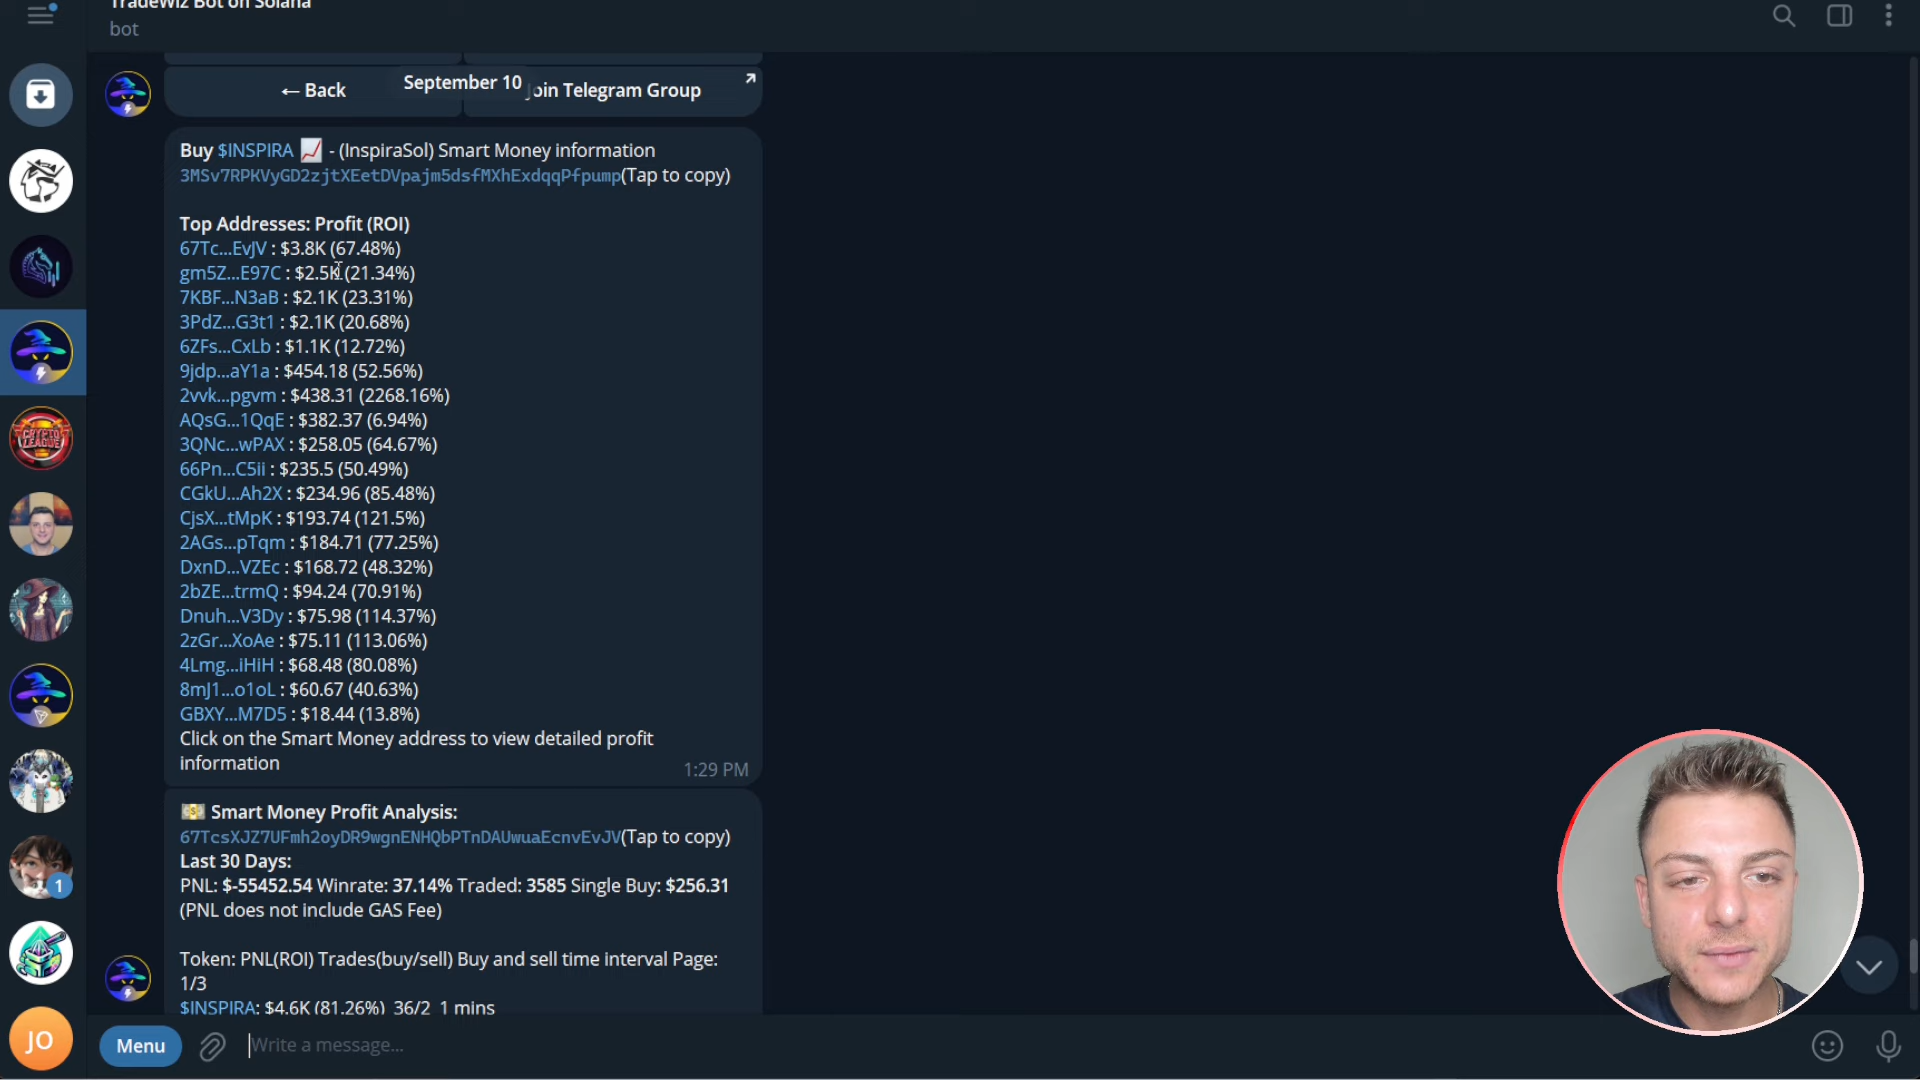 TradeWiz Bot on Solana
bot
← Back
September 10
Join Telegram Group
Buy $INSPIRA 📈 - (InspiraSol) Smart Money information
3MSv7RPKVyGD2zjtXEetDVpajm5dsfMXhExdqqPfpump(Tap to copy)
Top Addresses: Profit (ROI)
67Tc...EvJV : $3.8K (67.48%)
gm5Z...E97C : $2.5K (21.34%)
7KBF...N3aB : $2.1K (23.31%)
3PdZ...G3t1 : $2.1K (20.68%)
6ZFs...CxLb : $1.1K (12.72%)
9jdp...aY1a : $454.18 (52.56%)
2vvk...pgvm : $438.31 (2268.16%)
AQsG...1QqE : $382.37 (6.94%)
3QNc...wPAX : $258.05 (64.67%)
66Pn...C5ii : $235.5 (50.49%)
CGkU...Ah2X : $234.96 (85.48%)
CjsX...tMpK : $193.74 (121.5%)
2AGs...pTqm : $184.71 (77.25%)
DxnD...VZEc : $168.72 (48.32%)
2bZE...trmQ : $94.24 (70.91%)
Dnuh...V3Dy : $75.98 (114.37%)
2zGr...XoAe : $75.11 (113.06%)
4Lmg...iHiH : $68.48 (80.08%)
8mJ1...o1oL : $60.67 (40.63%)
GBXY...M7D5 : $18.44 (13.8%)
Click on the Smart Money address to view detailed profit
information
1:29 PM
💵 Smart Money Profit Analysis:
67TcsXJZ7UFmh2oyDR9wgnENHQbPTnDAUwuaEcnvEvJV(Tap to copy)
Last 30 Days:
PNL: $-55452.54 Winrate: 37.14% Traded: 3585 Single Buy: $256.31
(PNL does not include GAS Fee)
Token: PNL(ROI) Trades(buy/sell) Buy and sell time interval Page:
1/3
$INSPIRA: $4.6K (81.26%) 36/2 1 mins
CRYPTO
LEAGUE
1
JO
Menu
Write a message...